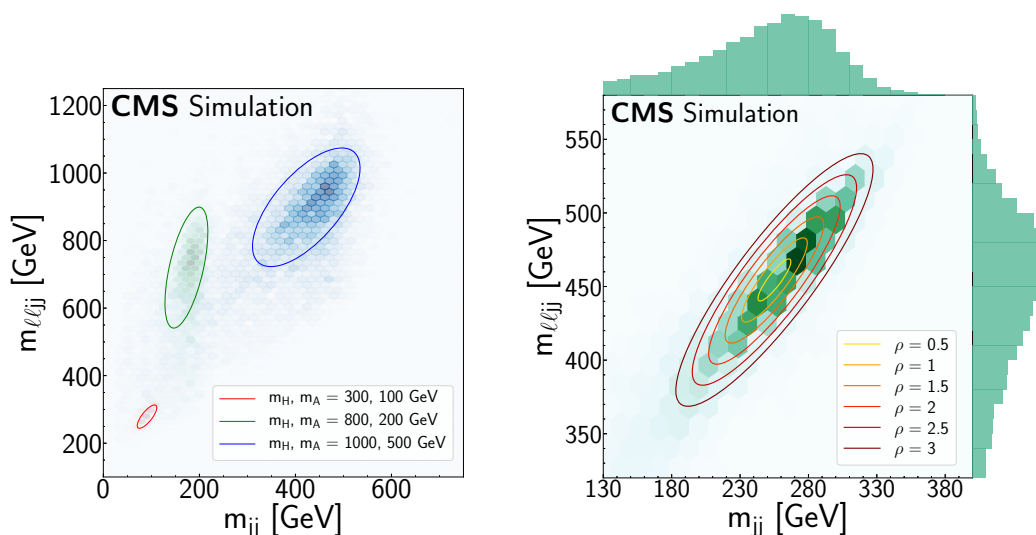 CMS Simulation
1200
1000
800
600
400
200
m_ℓℓjj [GeV]
m_H, m_A = 300, 100 GeV
m_H, m_A = 800, 200 GeV
m_H, m_A = 1000, 500 GeV
0 200 400 600
m_jj [GeV]
CMS Simulation
550
500
450
400
350
m_ℓℓjj [GeV]
ρ = 0.5
ρ = 1
ρ = 1.5
ρ = 2
ρ = 2.5
ρ = 3
130 180 230 280 330 380
m_jj [GeV]